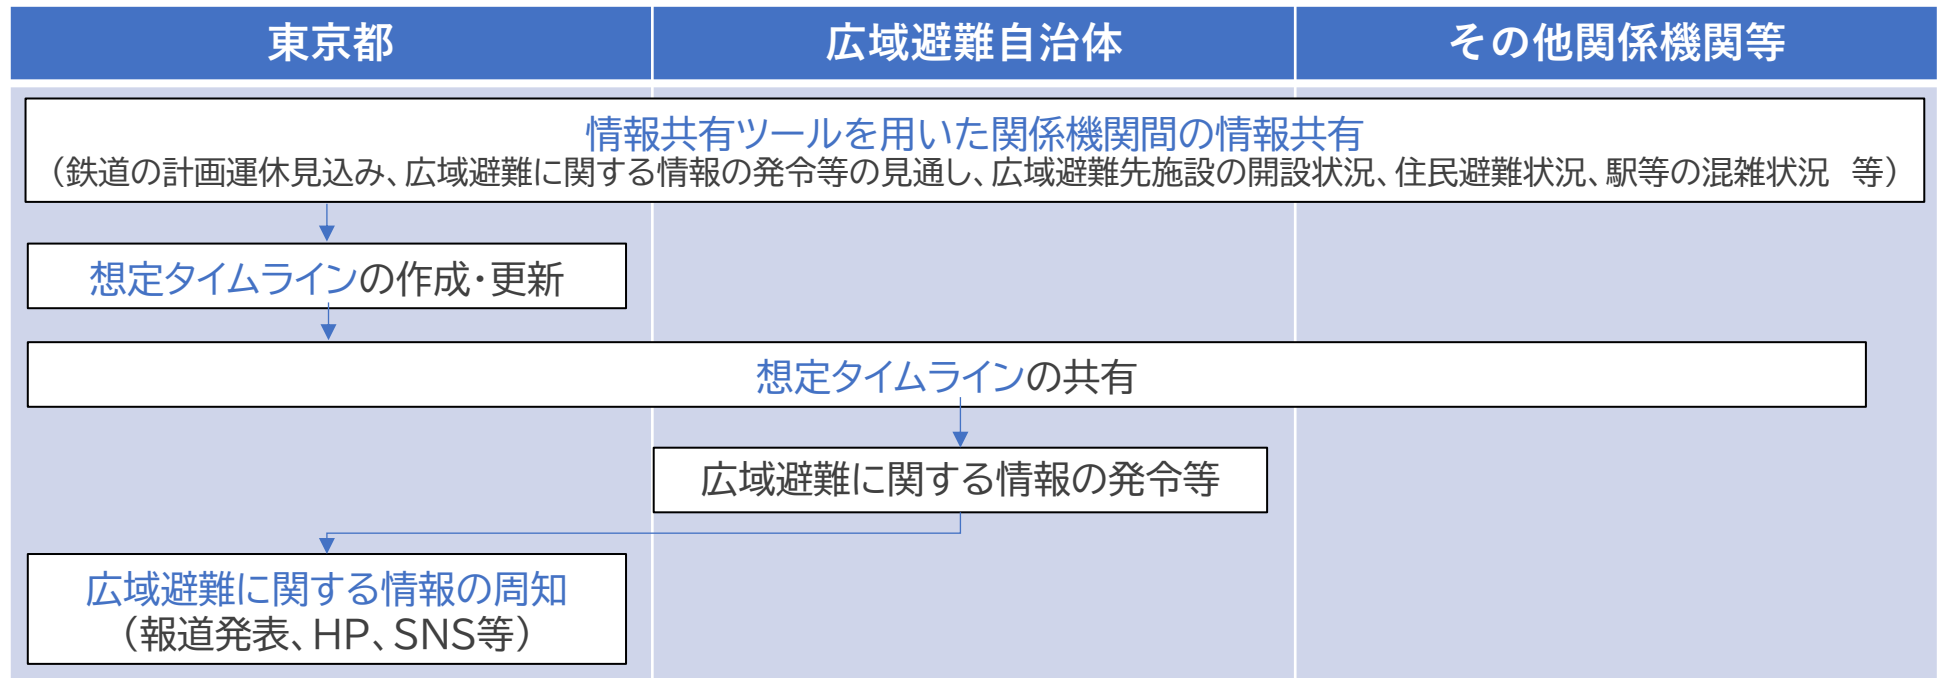 東京都
広域避難自治体
その他関係機関等
情報共有ツールを用いた関係機関間の情報共有
（鉄道の計画運休見込み、広域避難に関する情報の発令等の見通し、広域避難先施設の開設状況、住民避難状況、駅等の混雑状況　等）
想定タイムラインの作成・更新
想定タイムラインの共有
広域避難に関する情報の発令等
広域避難に関する情報の周知
（報道発表、HP、SNS等）